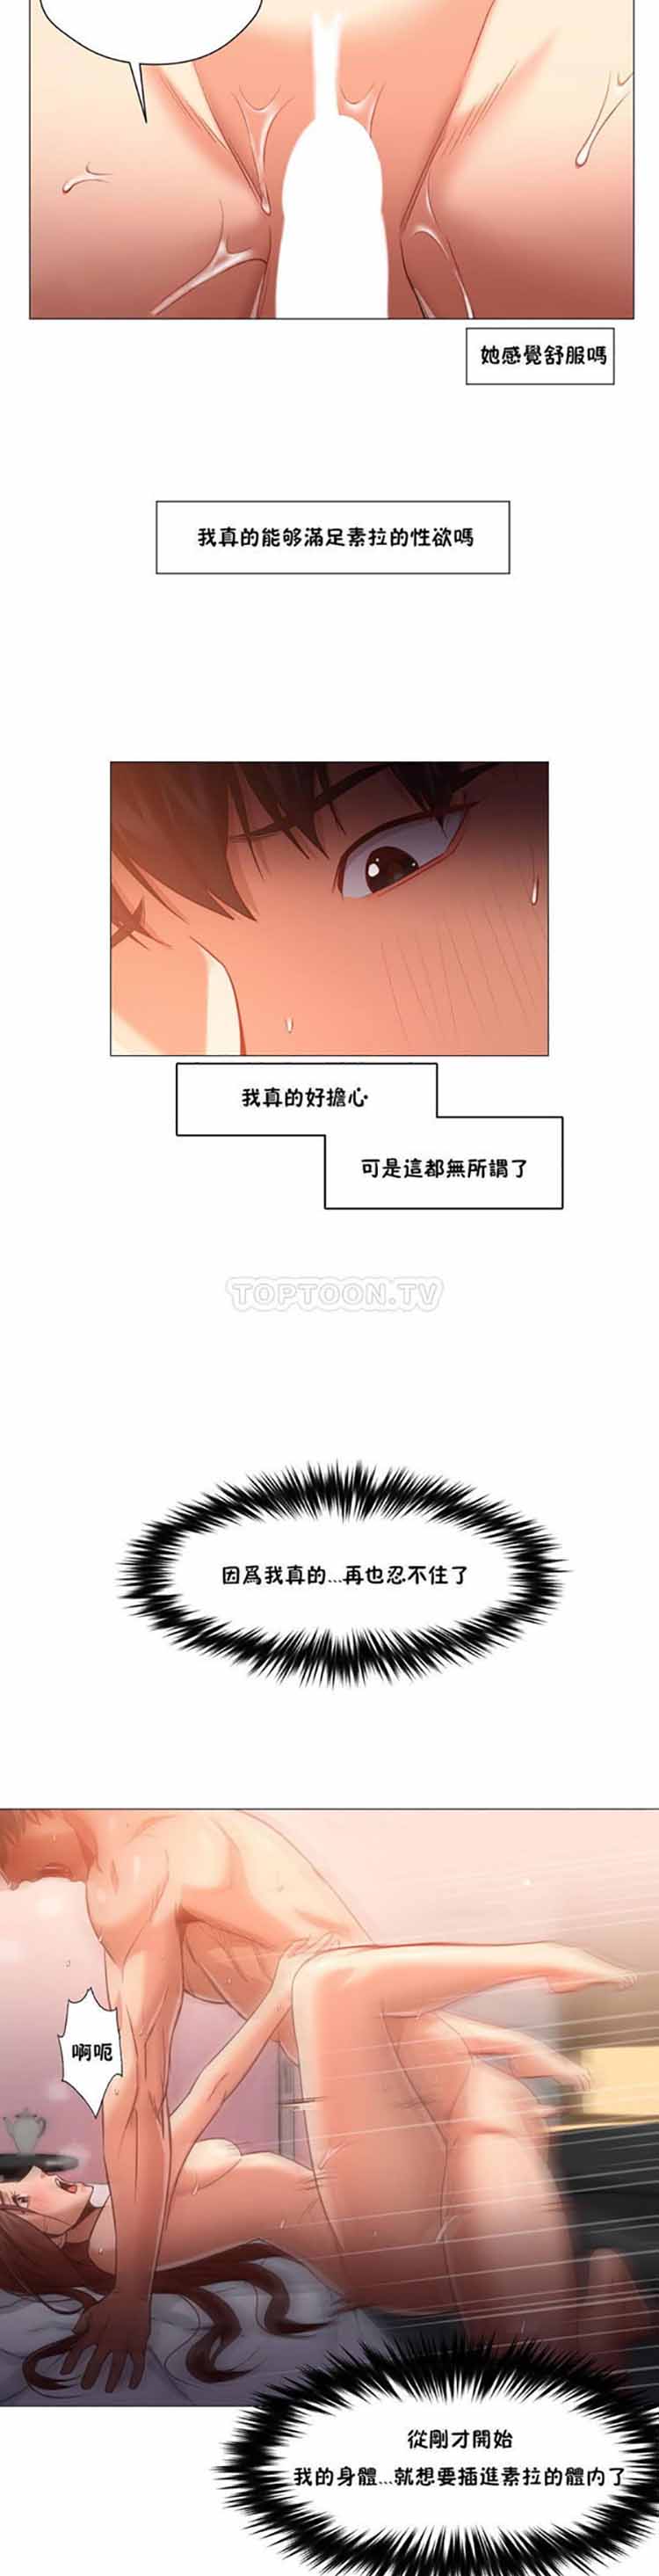 她感覺舒服嗎
我真的能够滿足素拉的性欲嗎
我真的好擔心
可是這都無所謂了
TOPTOON.TV
因爲我真的...再也忍不住了
啊呃
從剛才開始
我的身體...就想要插進素拉的體内了